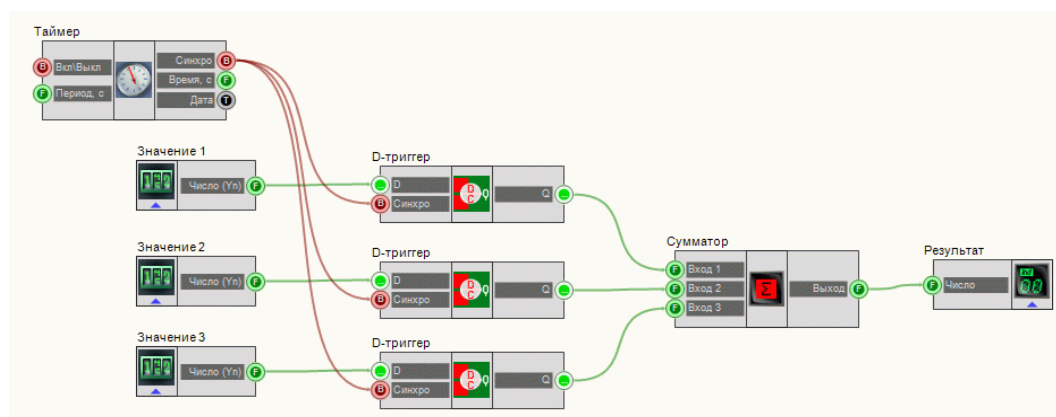 Таймер
Вкл\Выкл
Период, с
Синхро
Время, с
Дата
B
F
B
F
T
Значение 1
Число (Yn)
F
D-триггер
D
Синхро
B
Q
Значение 2
Число (Yn)
F
D-триггер
D
Синхро
B
Q
Значение 3
Число (Yn)
F
D-триггер
D
Синхро
B
Q
Сумматор
Вход 1
Вход 2
Вход 3
F
F
F
Σ
Выход
F
Результат
F
Число